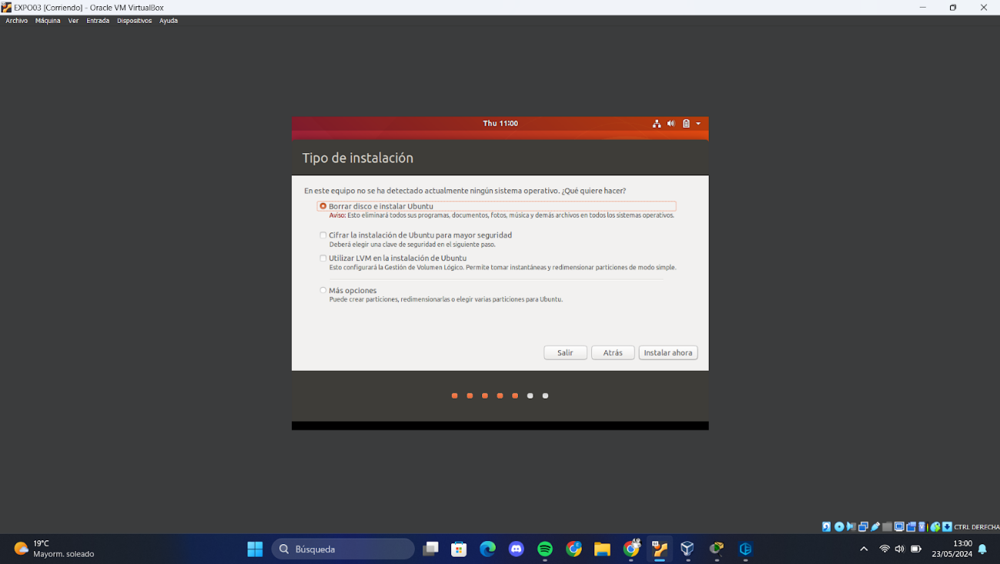 EXPO03 [Corriendo] - Oracle VM VirtualBox
Archivo Máquina Ver Entrada Dispositivos Ayuda
Thu 11:00
Tipo de instalación
En este equipo no se ha detectado actualmente ningún sistema operativo. ¿Qué quiere hacer?
Borrar disco e instalar Ubuntu
Aviso: Esto eliminará todos sus programas, documentos, fotos, música y demás archivos en todos los sistemas operativos.
Cifrar la instalación de Ubuntu para mayor seguridad
Deberá elegir una clave de seguridad en el siguiente paso.
Utilizar LVM en la instalación de Ubuntu
Esto configurará la Gestión de Volumen Lógico. Permite tomar instantáneas y redimensionar particiones de modo simple.
Más opciones
Puede crear particiones, redimensionarlas o elegir varias particiones para Ubuntu.
Salir Atrás Instalar ahora
CTRL DERECHA
19°C
Mayorm. soleado
Búsqueda
13:00
23/05/2024